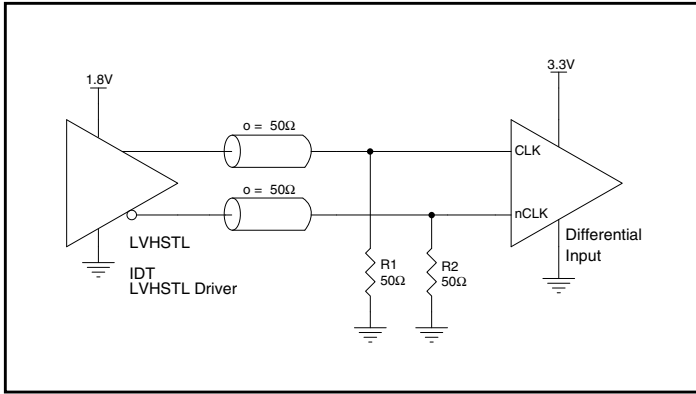 1.8V
3.3V
o = 50Ω
o = 50Ω
CLK
nCLK
LVHSTL
IDT
LVHSTL Driver
R1
50Ω
R2
50Ω
Differential
Input